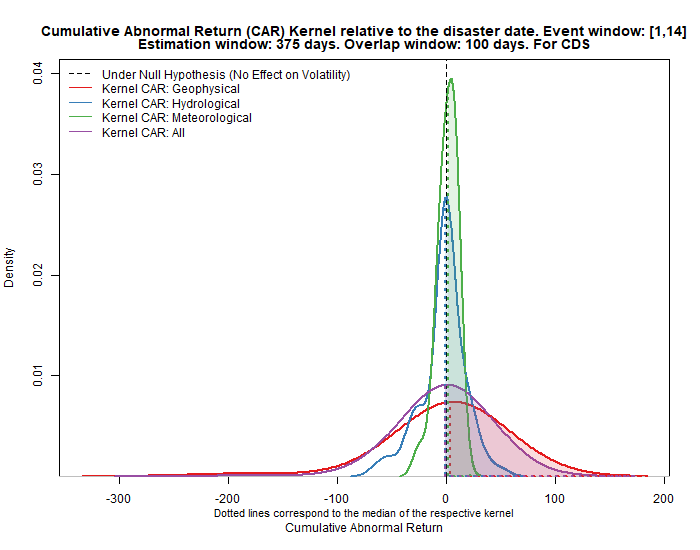 Cumulative Abnormal Return (CAR) Kernel relative to the disaster date. Event window: [1,14]
Estimation window: 375 days. Overlap window: 100 days. For CDS
Under Null Hypothesis (No Effect on Volatility)
Kernel CAR: Geophysical
Kernel CAR: Hydrological
Kernel CAR: Meteorological
Kernel CAR: All
0.04
0.03
0.02
0.01
Density
-300 -200 -100 0 100 200
Dotted lines correspond to the median of the respective kernel
Cumulative Abnormal Return